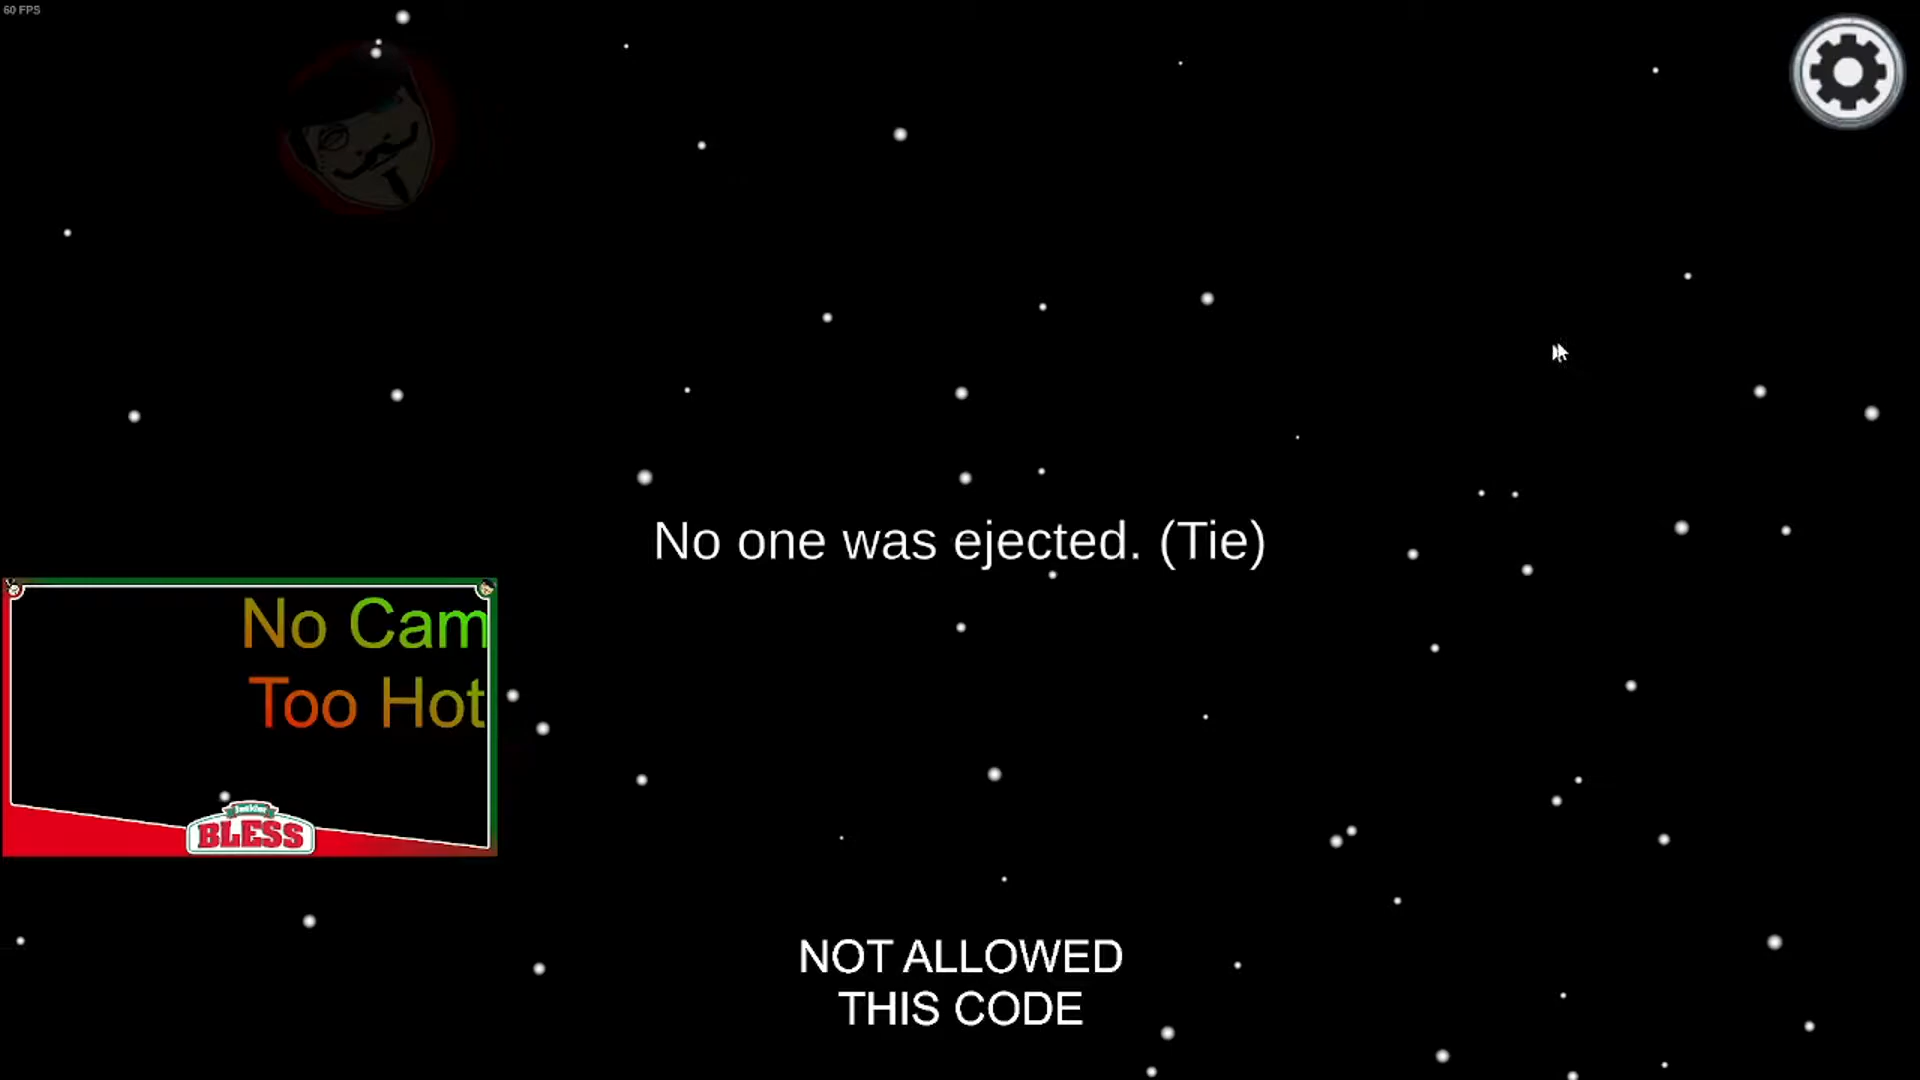 60 FPS
No one was ejected. (Tie)
No Cam
Too Hot
BLESS
NOT ALLOWED
THIS CODE